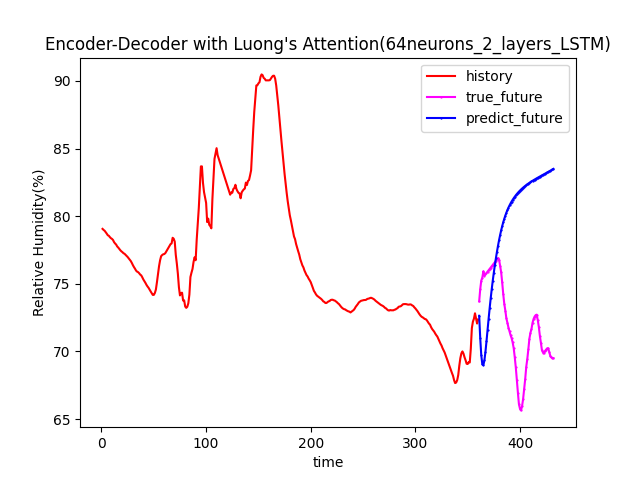 Encoder-Decoder with Luong's Attention(64neurons_2_layers_LSTM)
history
true_future
predict_future
Relative Humidity(%)
90
85
80
75
70
65
0
100
200
300
400
time